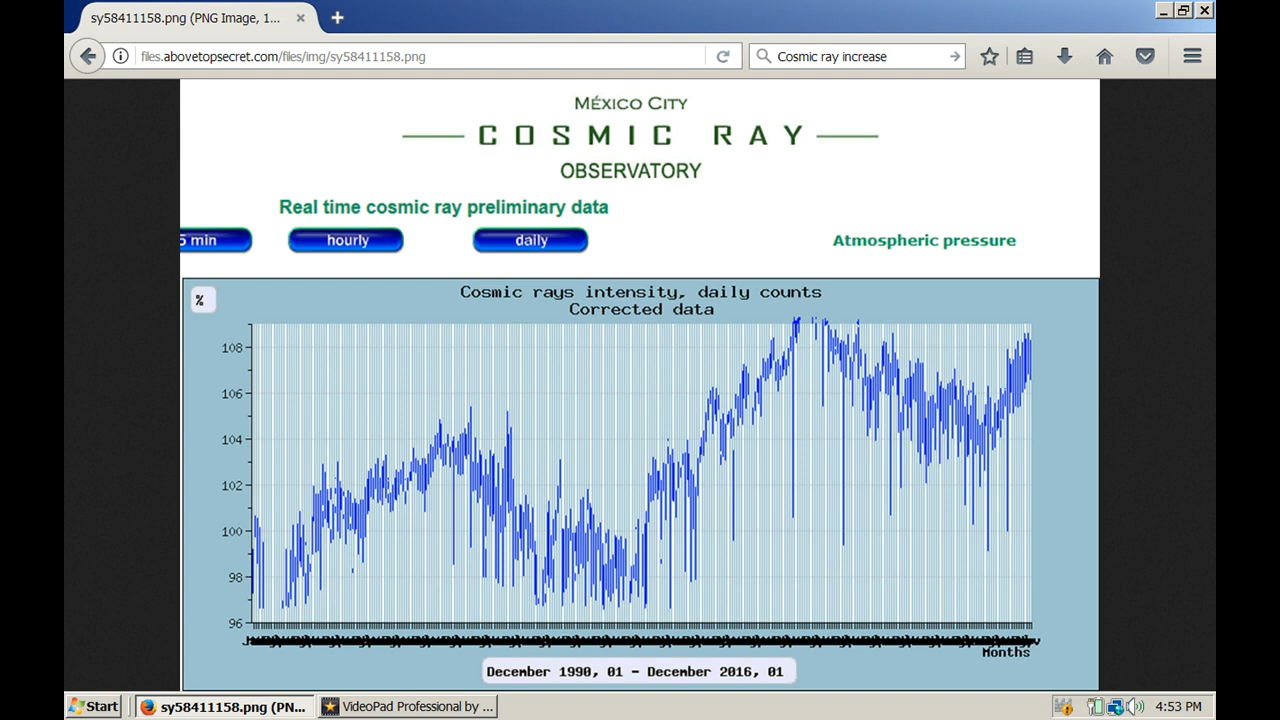 sy58411158.png (PNG Image, 1...
files.abovetopsecret.com/files/img/sy58411158.png
Cosmic ray increase
MÉXICO CITY
COSMIC RAY
OBSERVATORY
Real time cosmic ray preliminary data
5 min
hourly
daily
Atmospheric pressure
%
Cosmic rays intensity, daily counts
Corrected data
108
106
104
102
100
98
96
Months
December 1990, 01 - December 2016, 01
Start
sy58411158.png (PN...
VideoPad Professional by ...
4:53 PM